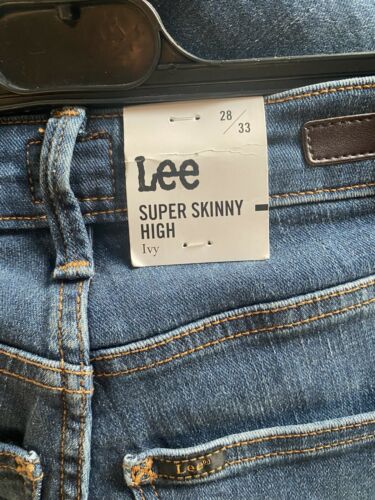 28 / 33
Lee
SUPER SKINNY
HIGH
Ivy
Lee®